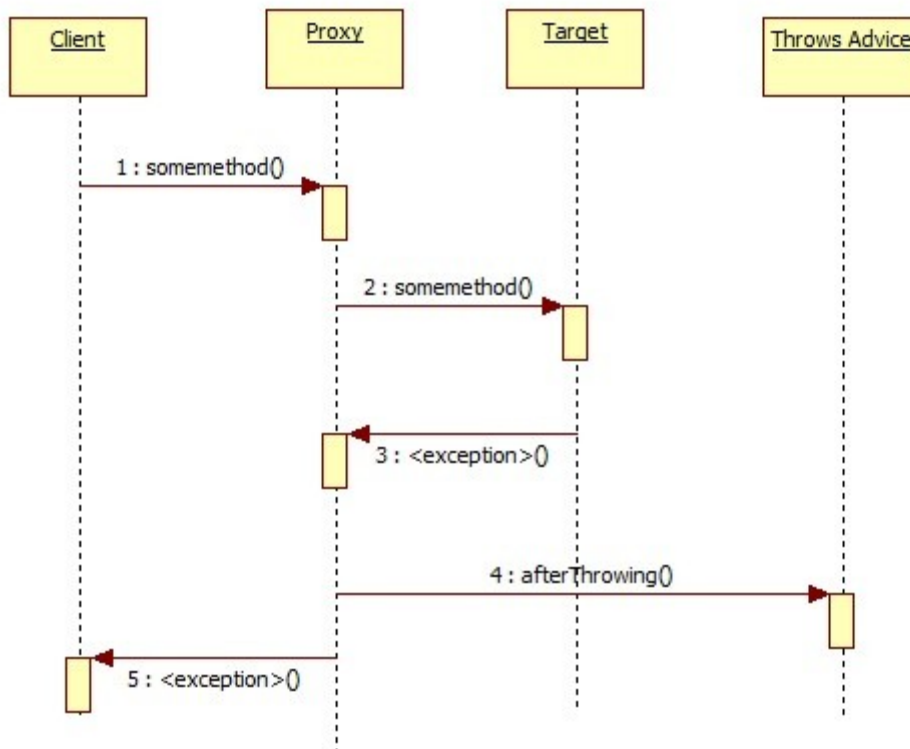 Client
Proxy
Target
Throws Advice
1 : somemethod()
2 : somemethod()
3 : <exception>()
4 : afterThrowing()
5 : <exception>()